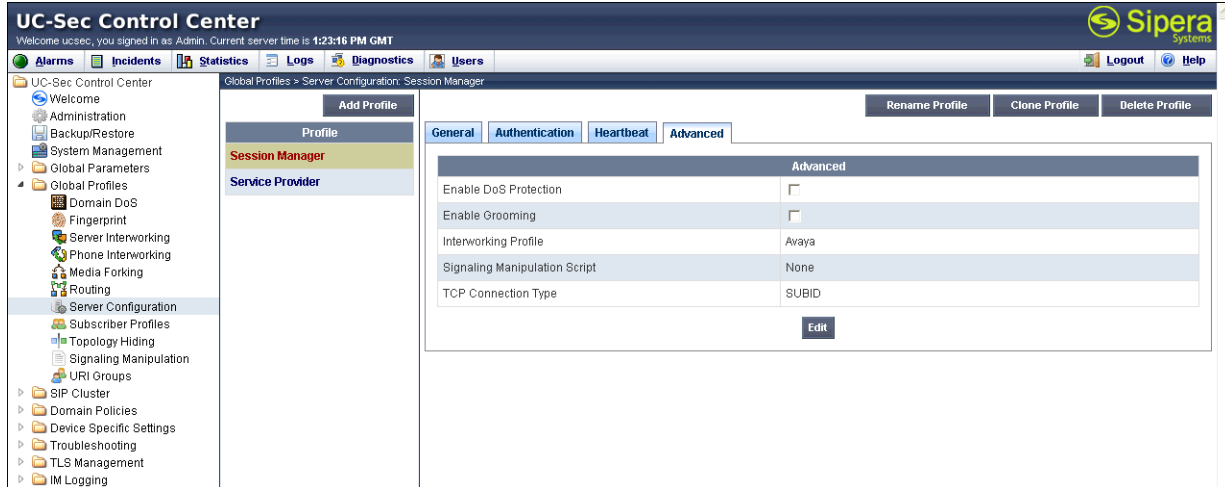 UC-Sec Control Center
Welcome ucsec, you signed in as Admin. Current server time is 1:23:16 PM GMT
Sipera
Systems
Alarms Incidents Statistics Logs Diagnostics Users Logout Help
UC-Sec Control Center
Welcome
Administration
Backup/Restore
System Management
Global Parameters
Global Profiles
Domain DoS
Fingerprint
Server Interworking
Phone Interworking
Media Forking
Routing
Server Configuration
Subscriber Profiles
Topology Hiding
Signaling Manipulation
URI Groups
SIP Cluster
Domain Policies
Device Specific Settings
Troubleshooting
TLS Management
IM Logging
Global Profiles > Server Configuration: Session Manager
Add Profile
Profile
Session Manager
Service Provider
Rename Profile Clone Profile Delete Profile
General Authentication Heartbeat Advanced
Advanced
Enable DoS Protection
Enable Grooming
Interworking Profile Avaya
Signaling Manipulation Script None
TCP Connection Type SUBID
Edit